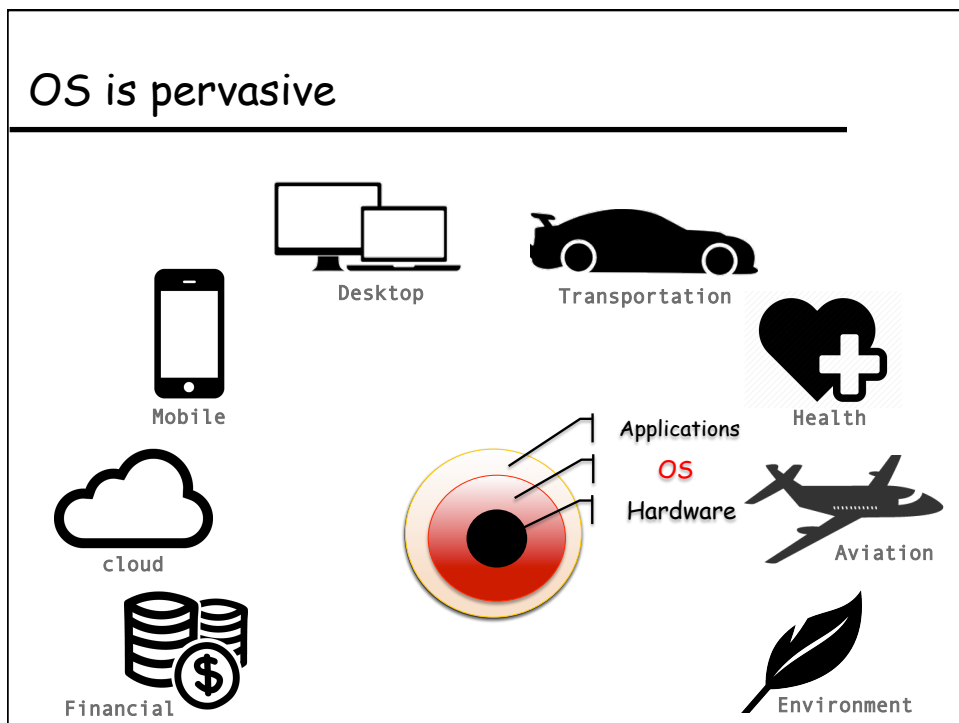 OS is pervasive
Desktop
Transportation
Mobile
Health
Applications
OS
Hardware
cloud
Aviation
Financial
$
Environment